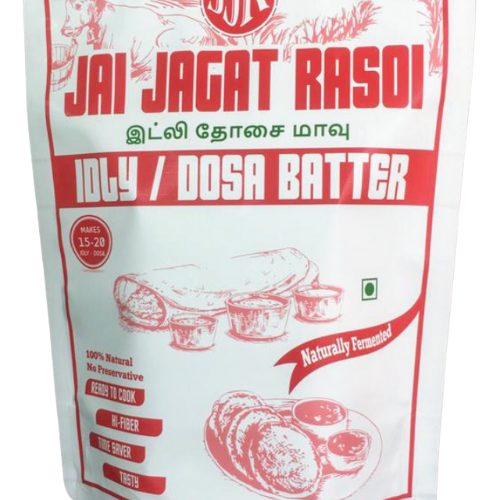 JJR
JAI JAGAT RASOI
இட்லி தோசை மாவு
IDLY / DOSA BATTER
MAKES
15-20
IDLY - DOSA
Naturally Fermented
100% Natural
No Preservative
READY TO COOK
HI-FIBER
TIME SAVER
TASTY